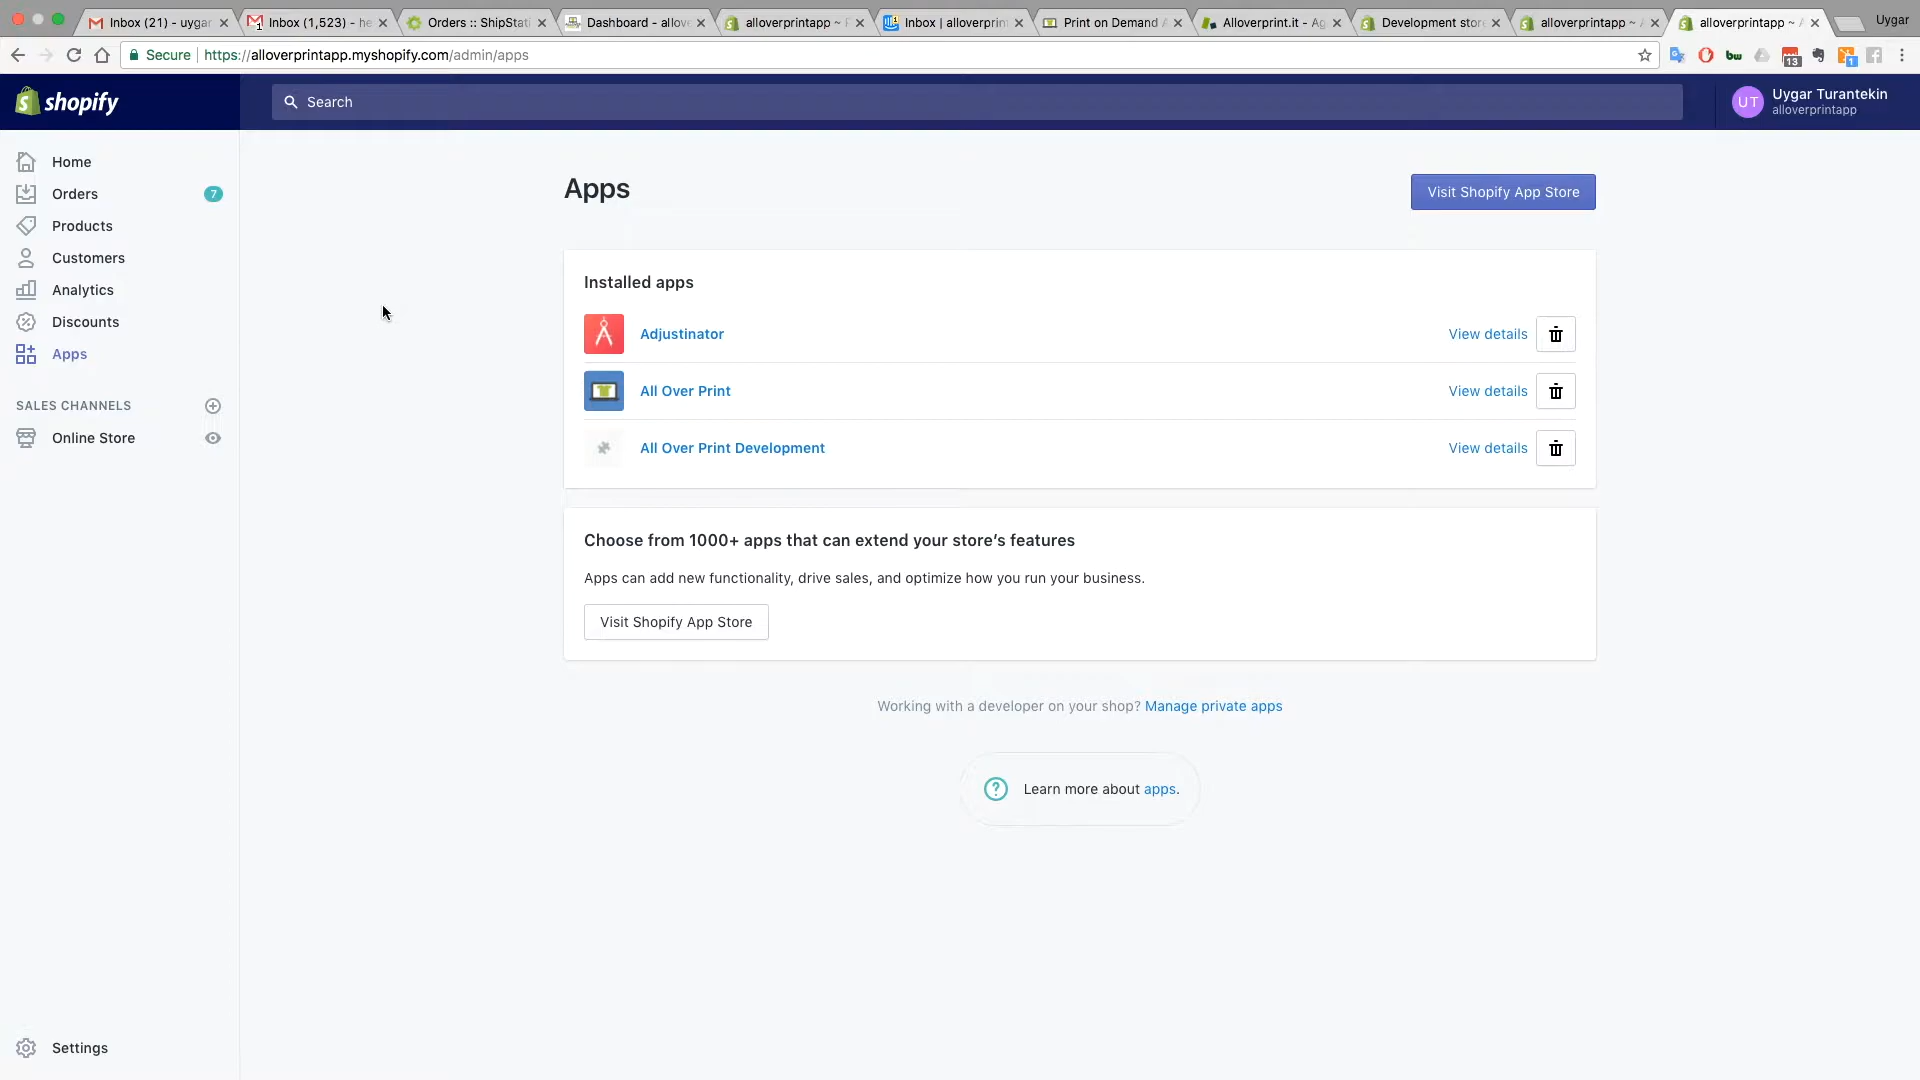 Inbox (21) - uygar
Inbox (1,523) - he
Orders :: ShipStati
Dashboard - allove
alloverprintapp ~ P
Inbox | alloverprin
Print on Demand A
Alloverprint.it - Ag
Development store
alloverprintapp ~ A
alloverprintapp ~ A
Uygar
Secure
https://alloverprintapp.myshopify.com/admin/apps
bw
13
1
shopify
Search
UT
Uygar Turantekin
alloverprintapp
Home
Orders
7
Products
Customers
Analytics
Discounts
Apps
SALES CHANNELS
Online Store
Settings
Apps
Visit Shopify App Store
Installed apps
Adjustinator
View details
All Over Print
View details
All Over Print Development
View details
Choose from 1000+ apps that can extend your store's features
Apps can add new functionality, drive sales, and optimize how you run your business.
Visit Shopify App Store
Working with a developer on your shop? Manage private apps
Learn more about apps.